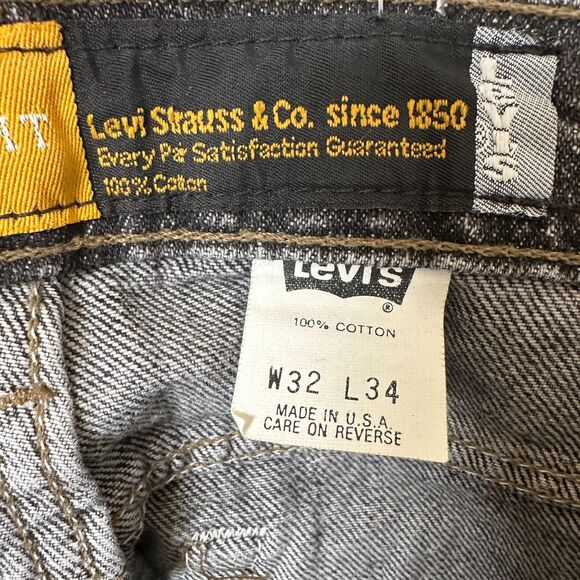 Levi Strauss & Co. since 1850
Every Pr Satisfaction Guaranteed
100% Cotton
LEVI'S
Levi's
®
100% COTTON
W32 L34
MADE IN U.S.A.
CARE ON REVERSE